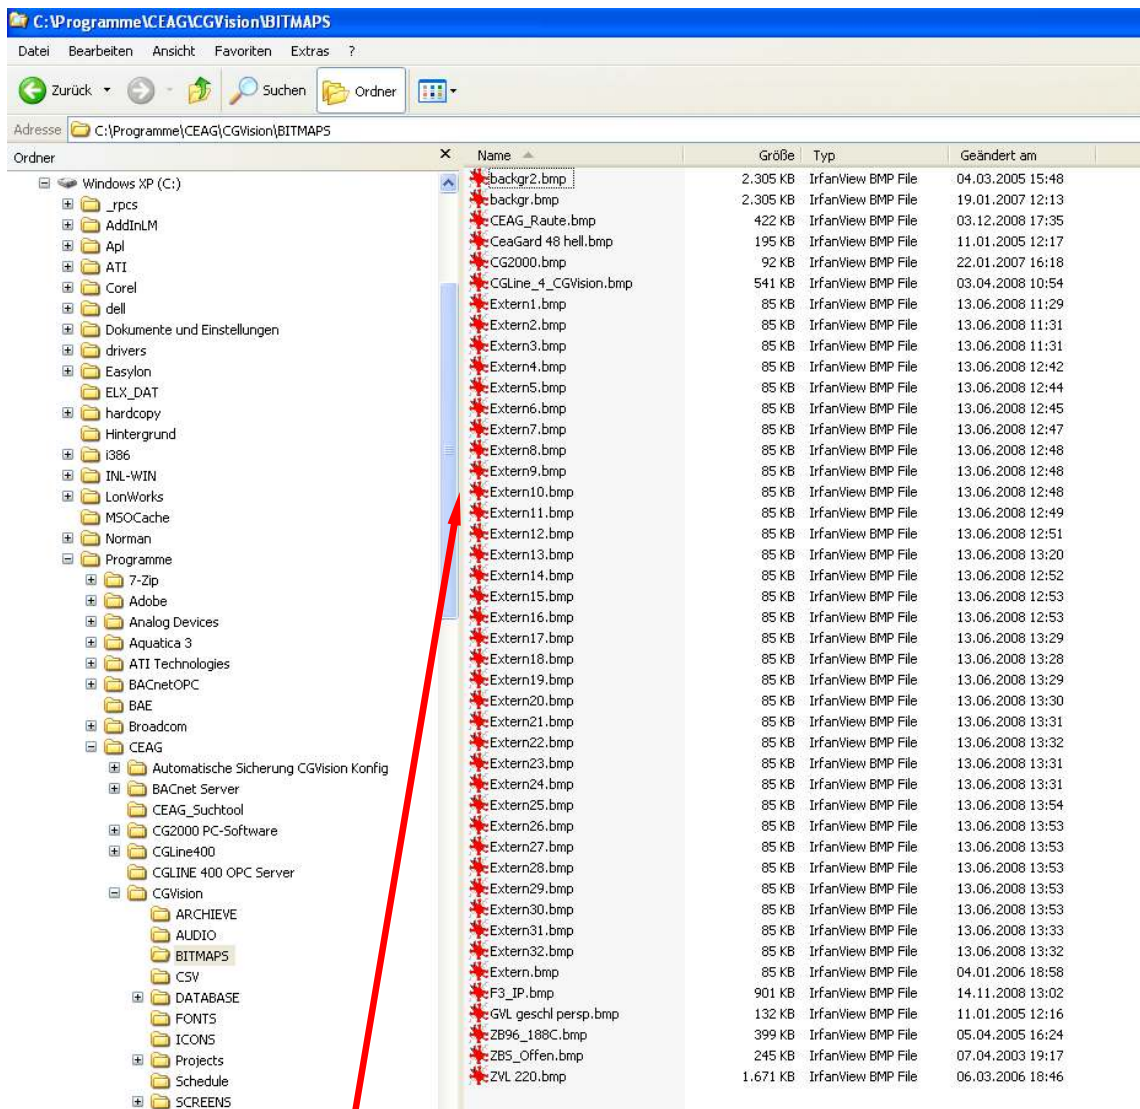 C:\Programme\CEAG\CGVision\BITMAPS
Datei Bearbeiten Ansicht Favoriten Extras ?
Zurück Suchen Ordner
Adresse C:\Programme\CEAG\CGVision\BITMAPS
Ordner
Windows XP (C:)
_rpcs
AddInLM
Apl
ATI
Corel
dell
Dokumente und Einstellungen
drivers
Easylon
ELX_DAT
hardcopy
Hintergrund
i386
INL-WIN
LonWorks
MSOCache
Norman
Programme
7-Zip
Adobe
Analog Devices
Aquatica 3
ATI Technologies
BACnetOPC
BAE
Broadcom
CEAG
Automatische Sicherung CGVision Konfig
BACnet Server
CEAG_Suchtool
CG2000 PC-Software
CGLine400
CGLINE 400 OPC Server
CGVision
ARCHIEVE
AUDIO
BITMAPS
CSV
DATABASE
FONTS
ICONS
Projects
Schedule
SCREENS
Name Größe Typ Geändert am
backgr2.bmp 2.305 KB IrfanView BMP File 04.03.2005 15:48
backgr.bmp 2.305 KB IrfanView BMP File 19.01.2007 12:13
CEAG_Raute.bmp 422 KB IrfanView BMP File 03.12.2008 17:35
CeaGard 48 hell.bmp 195 KB IrfanView BMP File 11.01.2005 12:17
CG2000.bmp 92 KB IrfanView BMP File 22.01.2007 16:18
CGLine_4_CGVision.bmp 541 KB IrfanView BMP File 03.04.2008 10:54
Extern1.bmp 85 KB IrfanView BMP File 13.06.2008 11:29
Extern2.bmp 85 KB IrfanView BMP File 13.06.2008 11:31
Extern3.bmp 85 KB IrfanView BMP File 13.06.2008 11:31
Extern4.bmp 85 KB IrfanView BMP File 13.06.2008 12:42
Extern5.bmp 85 KB IrfanView BMP File 13.06.2008 12:44
Extern6.bmp 85 KB IrfanView BMP File 13.06.2008 12:45
Extern7.bmp 85 KB IrfanView BMP File 13.06.2008 12:47
Extern8.bmp 85 KB IrfanView BMP File 13.06.2008 12:48
Extern9.bmp 85 KB IrfanView BMP File 13.06.2008 12:48
Extern10.bmp 85 KB IrfanView BMP File 13.06.2008 12:48
Extern11.bmp 85 KB IrfanView BMP File 13.06.2008 12:49
Extern12.bmp 85 KB IrfanView BMP File 13.06.2008 12:51
Extern13.bmp 85 KB IrfanView BMP File 13.06.2008 13:20
Extern14.bmp 85 KB IrfanView BMP File 13.06.2008 12:52
Extern15.bmp 85 KB IrfanView BMP File 13.06.2008 12:53
Extern16.bmp 85 KB IrfanView BMP File 13.06.2008 12:53
Extern17.bmp 85 KB IrfanView BMP File 13.06.2008 13:29
Extern18.bmp 85 KB IrfanView BMP File 13.06.2008 13:28
Extern19.bmp 85 KB IrfanView BMP File 13.06.2008 13:29
Extern20.bmp 85 KB IrfanView BMP File 13.06.2008 13:30
Extern21.bmp 85 KB IrfanView BMP File 13.06.2008 13:31
Extern22.bmp 85 KB IrfanView BMP File 13.06.2008 13:32
Extern23.bmp 85 KB IrfanView BMP File 13.06.2008 13:31
Extern24.bmp 85 KB IrfanView BMP File 13.06.2008 13:31
Extern25.bmp 85 KB IrfanView BMP File 13.06.2008 13:54
Extern26.bmp 85 KB IrfanView BMP File 13.06.2008 13:53
Extern27.bmp 85 KB IrfanView BMP File 13.06.2008 13:53
Extern28.bmp 85 KB IrfanView BMP File 13.06.2008 13:53
Extern29.bmp 85 KB IrfanView BMP File 13.06.2008 13:53
Extern30.bmp 85 KB IrfanView BMP File 13.06.2008 13:53
Extern31.bmp 85 KB IrfanView BMP File 13.06.2008 13:33
Extern32.bmp 85 KB IrfanView BMP File 13.06.2008 13:32
Extern.bmp 85 KB IrfanView BMP File 04.01.2006 18:58
F3_IP.bmp 901 KB IrfanView BMP File 14.11.2008 13:02
GVL geschl persp.bmp 132 KB IrfanView BMP File 11.01.2005 12:16
ZB96_188C.bmp 399 KB IrfanView BMP File 05.04.2005 16:24
ZBS_Offen.bmp 245 KB IrfanView BMP File 07.04.2003 19:17
ZVL 220.bmp 1.671 KB IrfanView BMP File 06.03.2006 18:46